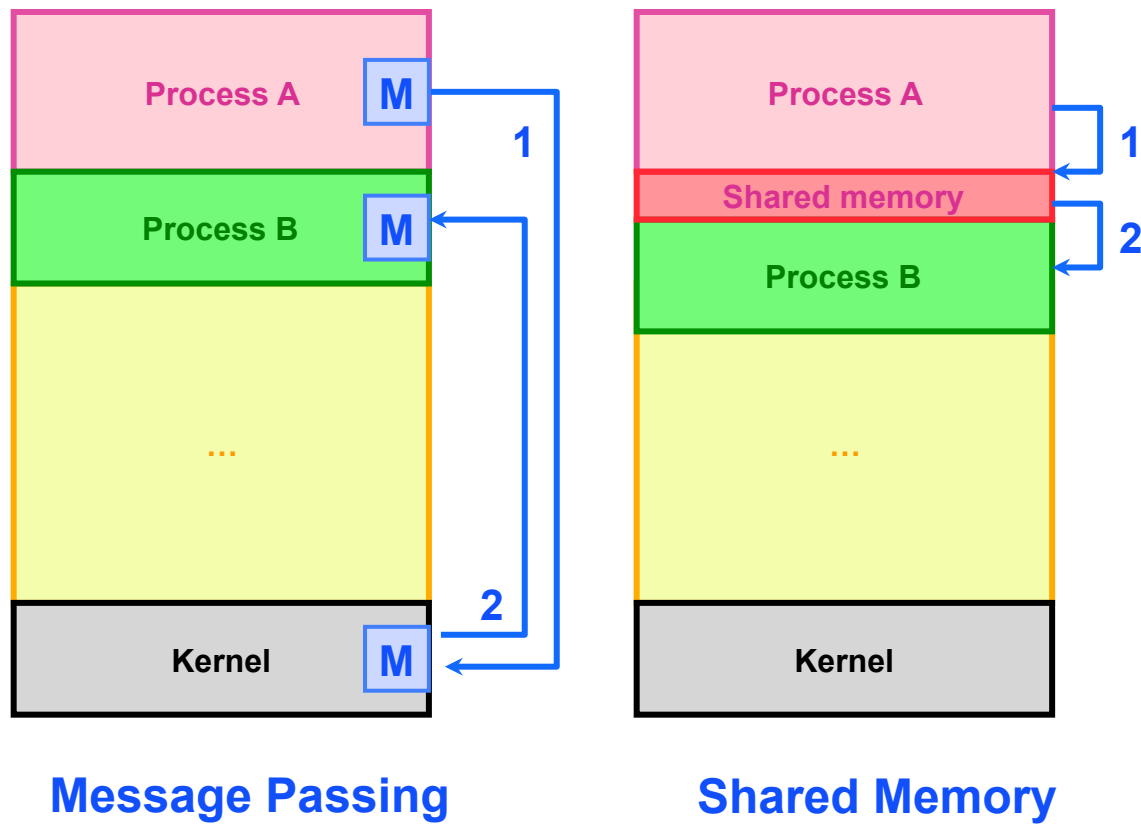 Process A
M
1
Process B
M
...
2
Kernel
M
Message Passing
Process A
1
Shared memory
2
Process B
...
Kernel
Shared Memory